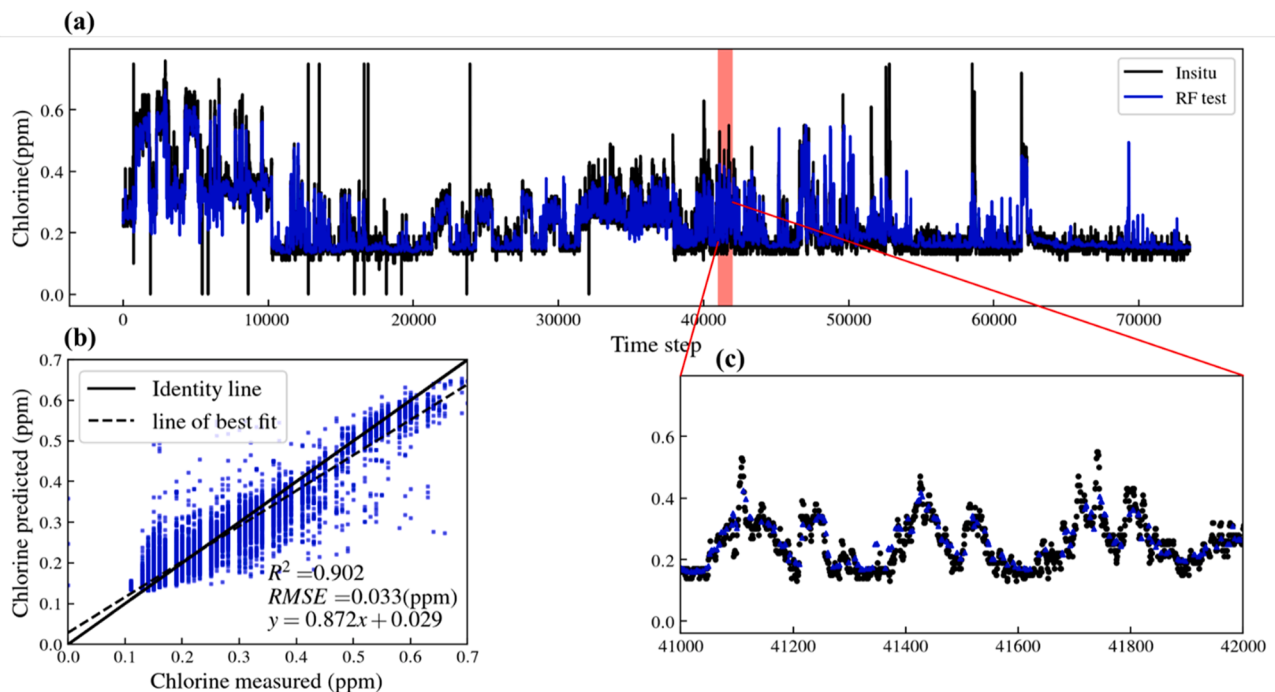 (a)
Chlorine(ppm)
0.6
0.4
0.2
0.0
Insitu
RF test
0 10000 20000 30000 40000 50000 60000 70000
Time step
(b)
Chlorine predicted (ppm)
0.7
0.6
0.5
0.4
0.3
0.2
0.1
0.0
Identity line
line of best fit
R² =0.902
RMSE =0.033(ppm)
y = 0.872x + 0.029
0.0 0.1 0.2 0.3 0.4 0.5 0.6 0.7
Chlorine measured (ppm)
(c)
0.6
0.4
0.2
0.0
41000 41200 41400 41600 41800 42000